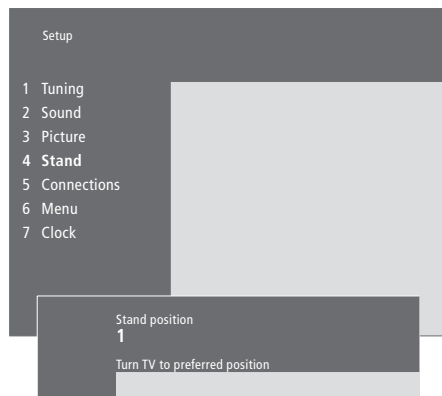 Setup
1 Tuning
2 Sound
3 Picture
4 Stand
5 Connections
6 Menu
7 Clock
Stand position
1
Turn TV to preferred position